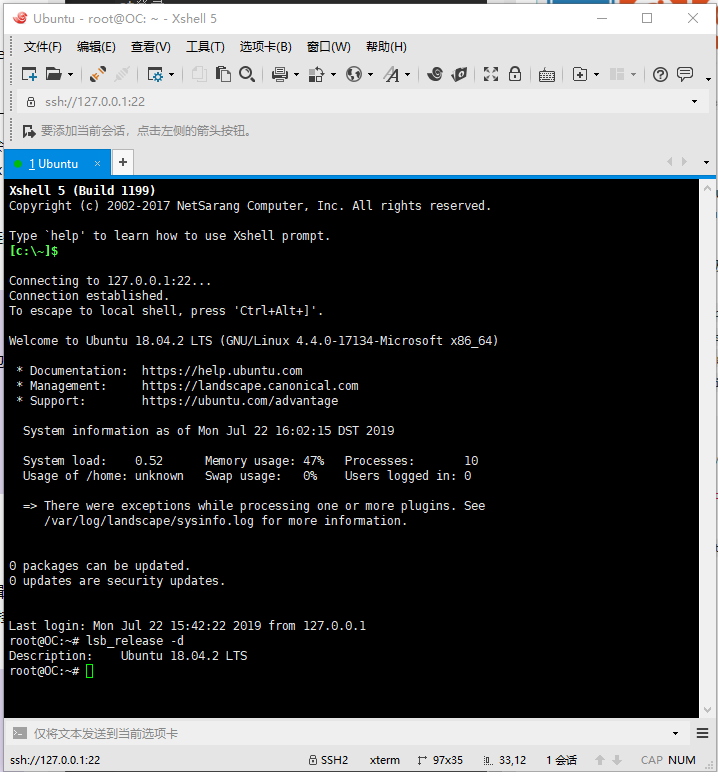 Ubuntu - root@OC: ~ - Xshell 5
文件(F) 编辑(E) 查看(V) 工具(T) 选项卡(B) 窗口(W) 帮助(H)
ssh://127.0.0.1:22
要添加当前会话，点击左侧的箭头按钮。
1 Ubuntu × +
Xshell 5 (Build 1199)
Copyright (c) 2002-2017 NetSarang Computer, Inc. All rights reserved.
Type `help' to learn how to use Xshell prompt.
[c:\~]$
Connecting to 127.0.0.1:22...
Connection established.
To escape to local shell, press 'Ctrl+Alt+]'.
Welcome to Ubuntu 18.04.2 LTS (GNU/Linux 4.4.0-17134-Microsoft x86_64)
* Documentation:  https://help.ubuntu.com
* Management:     https://landscape.canonical.com
* Support:        https://ubuntu.com/advantage
System information as of Mon Jul 22 16:02:15 DST 2019
System load:    0.52      Memory usage: 47%   Processes:       10
Usage of /home: unknown   Swap usage:   0%    Users logged in: 0
=> There were exceptions while processing one or more plugins. See
/var/log/landscape/sysinfo.log for more information.
0 packages can be updated.
0 updates are security updates.
Last login: Mon Jul 22 15:42:22 2019 from 127.0.0.1
root@OC:~# lsb_release -d
Description:    Ubuntu 18.04.2 LTS
root@OC:~#
仅将文本发送到当前选项卡
ssh://127.0.0.1:22 SSH2 xterm 97x35 33,12 1 会话 CAP NUM